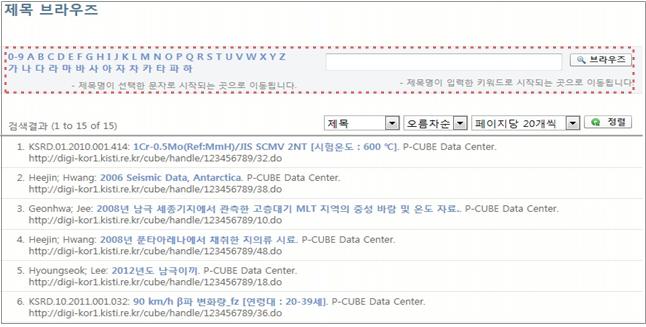 제목 브라우즈
0-9 A B C D E F G H I J K L M N O P Q R S T U V W X Y Z
가 나 다 라 마 바 사 아 자 차 카 타 파 하
브라우즈
- 제목명이 선택한 문자로 시작되는 곳으로 이동됩니다.
- 제목명이 입력한 키워드로 시작되는 곳으로 이동됩니다.
검색결과 (1 to 15 of 15)
제목 오름차순 페이지당 20개씩 정렬
1. KSRD.01.2010.001.414: 1Cr-0.5Mo(Ref:MmH)/JIS SCMV 2NT [시험온도 : 600 ℃]. P-CUBE Data Center.
http://digi-kor1.kisti.re.kr/cube/handle/123456789/32.do
2. Heejin; Hwang: 2006 Seismic Data, Antarctica. P-CUBE Data Center.
http://digi-kor1.kisti.re.kr/cube/handle/123456789/38.do
3. Geonhwa; Jee: 2008년 남극 세종기지에서 관측한 고층대기 MLT 지역의 중성 바람 및 온도 자료.. P-CUBE Data Center.
http://digi-kor1.kisti.re.kr/cube/handle/123456789/10.do
4. Heejin; Hwang: 2008년 푼타아레나에서 채취한 지의류 시료. P-CUBE Data Center.
http://digi-kor1.kisti.re.kr/cube/handle/123456789/48.do
5. Hyoungseok; Lee: 2012년도 남극이끼. P-CUBE Data Center.
http://digi-kor1.kisti.re.kr/cube/handle/123456789/18.do
6. KSRD.10.2011.001.032: 90 km/h β파 변화량_fz [연령대 : 20-39세]. P-CUBE Data Center.
http://digi-kor1.kisti.re.kr/cube/handle/123456789/36.do